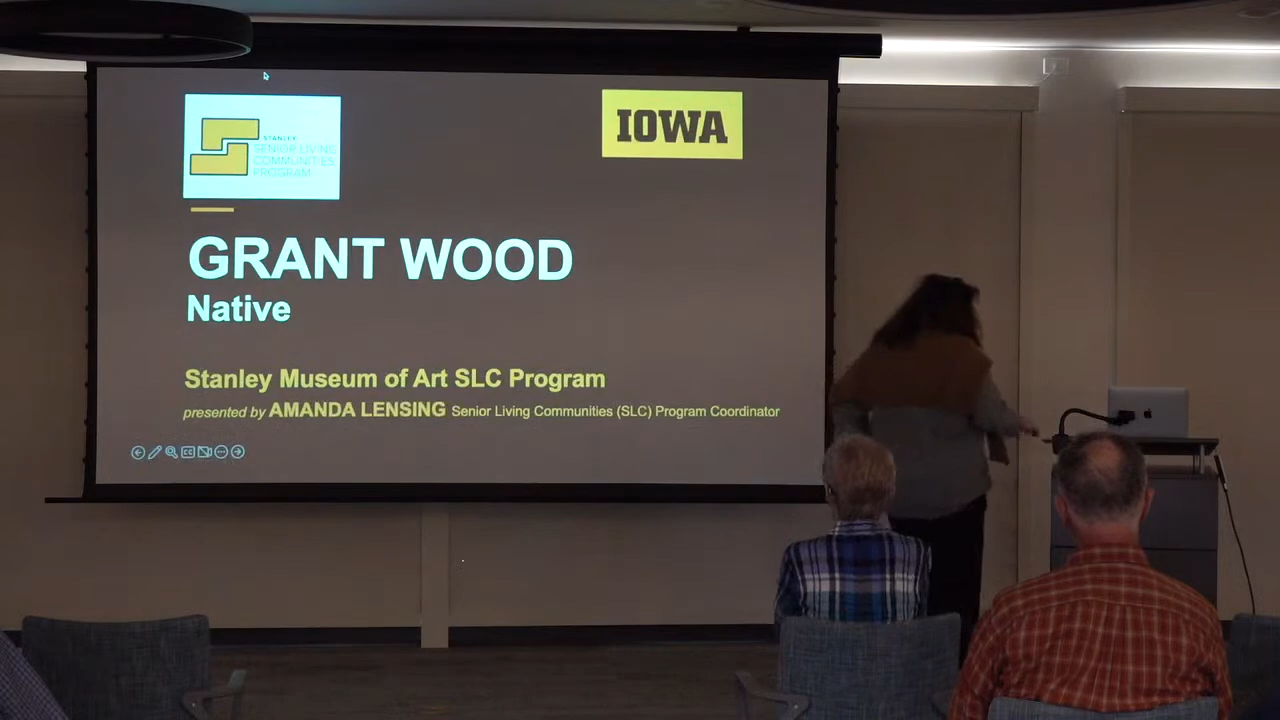 STANLEY
SENIOR LIVING
COMMUNITIES
PROGRAM
IOWA
GRANT WOOD
Native
Stanley Museum of Art SLC Program
presented by AMANDA LENSING Senior Living Communities (SLC) Program Coordinator
CC